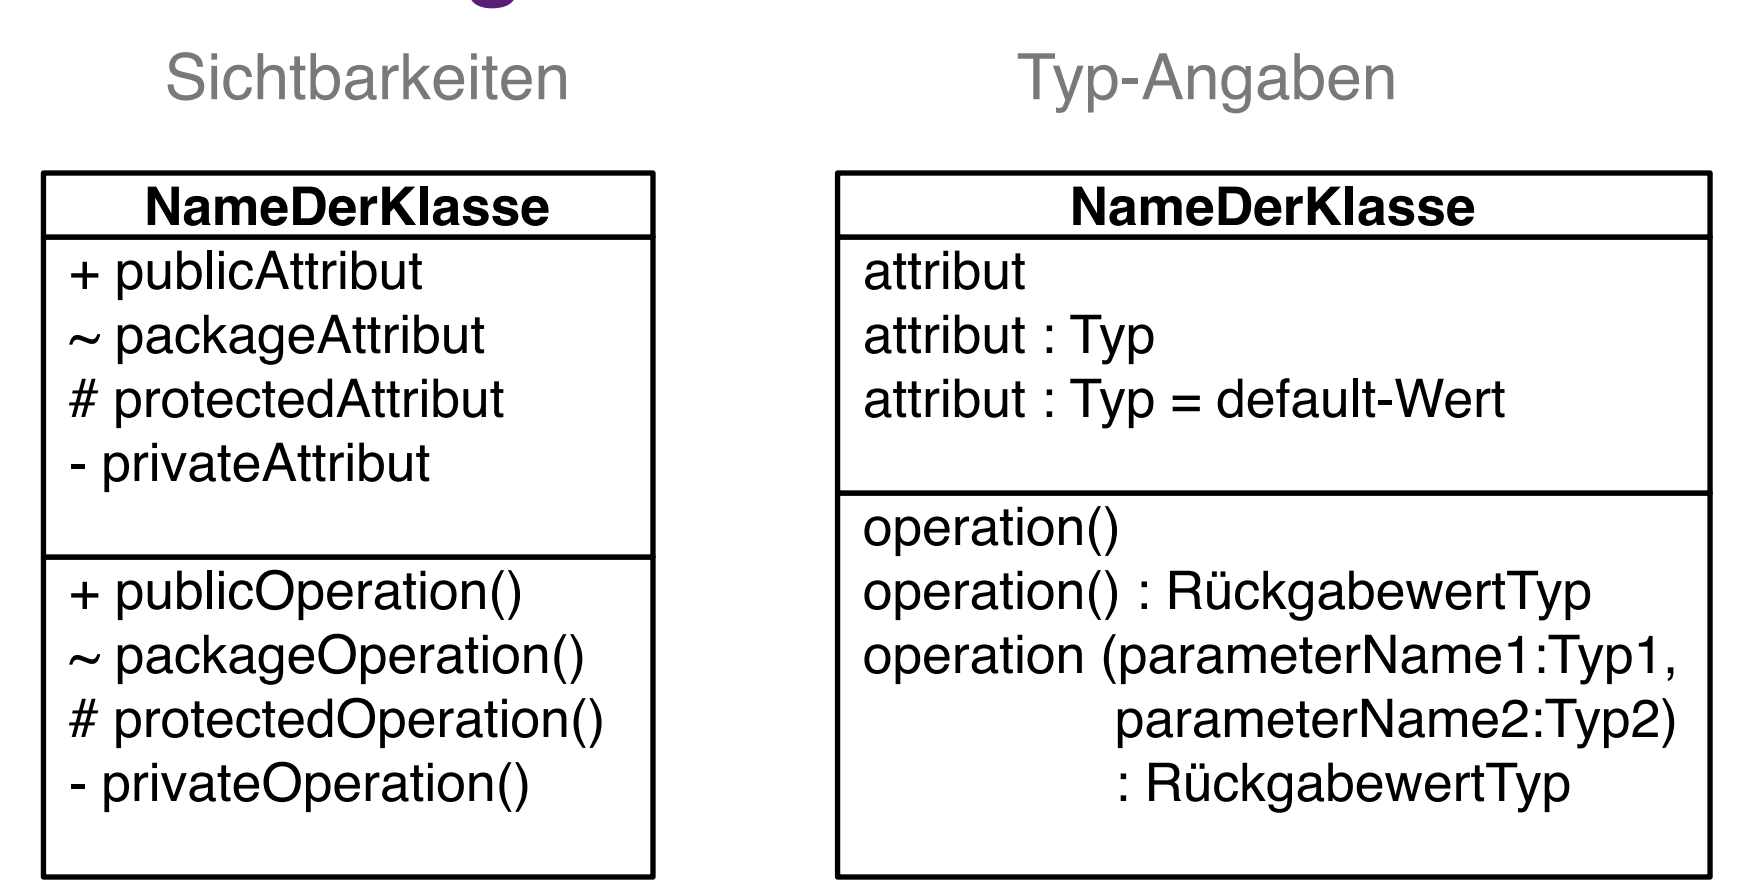 Sichtbarkeiten
NameDerKlasse
+ publicAttribut
~ packageAttribut
# protectedAttribut
- privateAttribut
+ publicOperation()
~ packageOperation()
# protectedOperation()
- privateOperation()
Typ-Angaben
NameDerKlasse
attribut
attribut : Typ
attribut : Typ = default-Wert
operation()
operation() : RückgabewertTyp
operation (parameterName1:Typ1,
parameterName2:Typ2)
: RückgabewertTyp